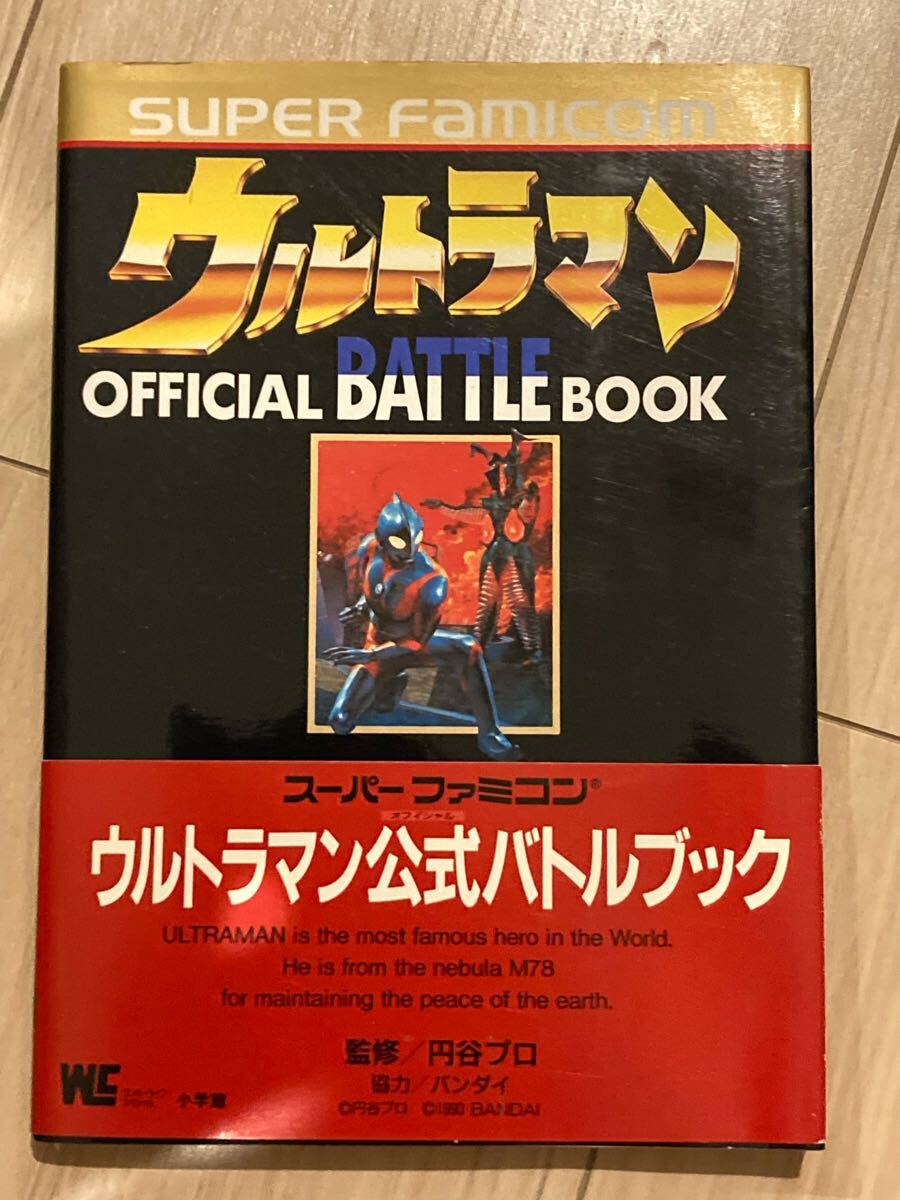 SUPER FAMICOM
ウルトラマン
OFFICIAL BATTLE BOOK
スーパーファミコン®
オフィシャル
ウルトラマン公式バトルブック
ULTRAMAN is the most famous hero in the World.
He is from the nebula M78
for maintaining the peace of the earth.
監修/円谷プロ
協力/バンダイ
©円谷プロ ©1990 BANDAI
小学館